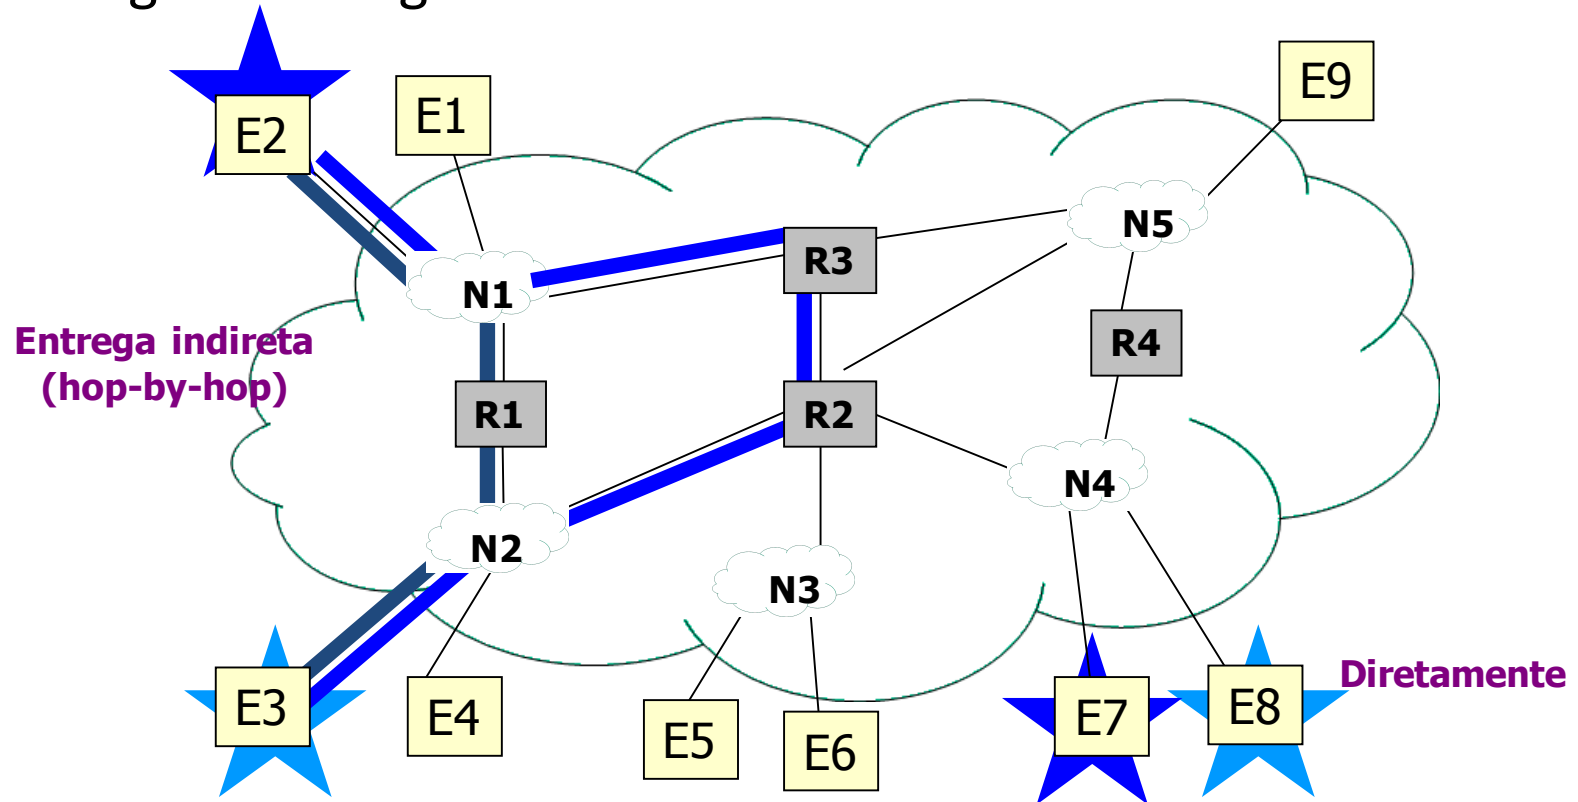 E9
E1
E2
N5
R3
N1
Entrega indireta
(hop-by-hop)
R4
R1
R2
N4
N2
N3
Diretamente
E3
E8
E4
E7
E5
E6